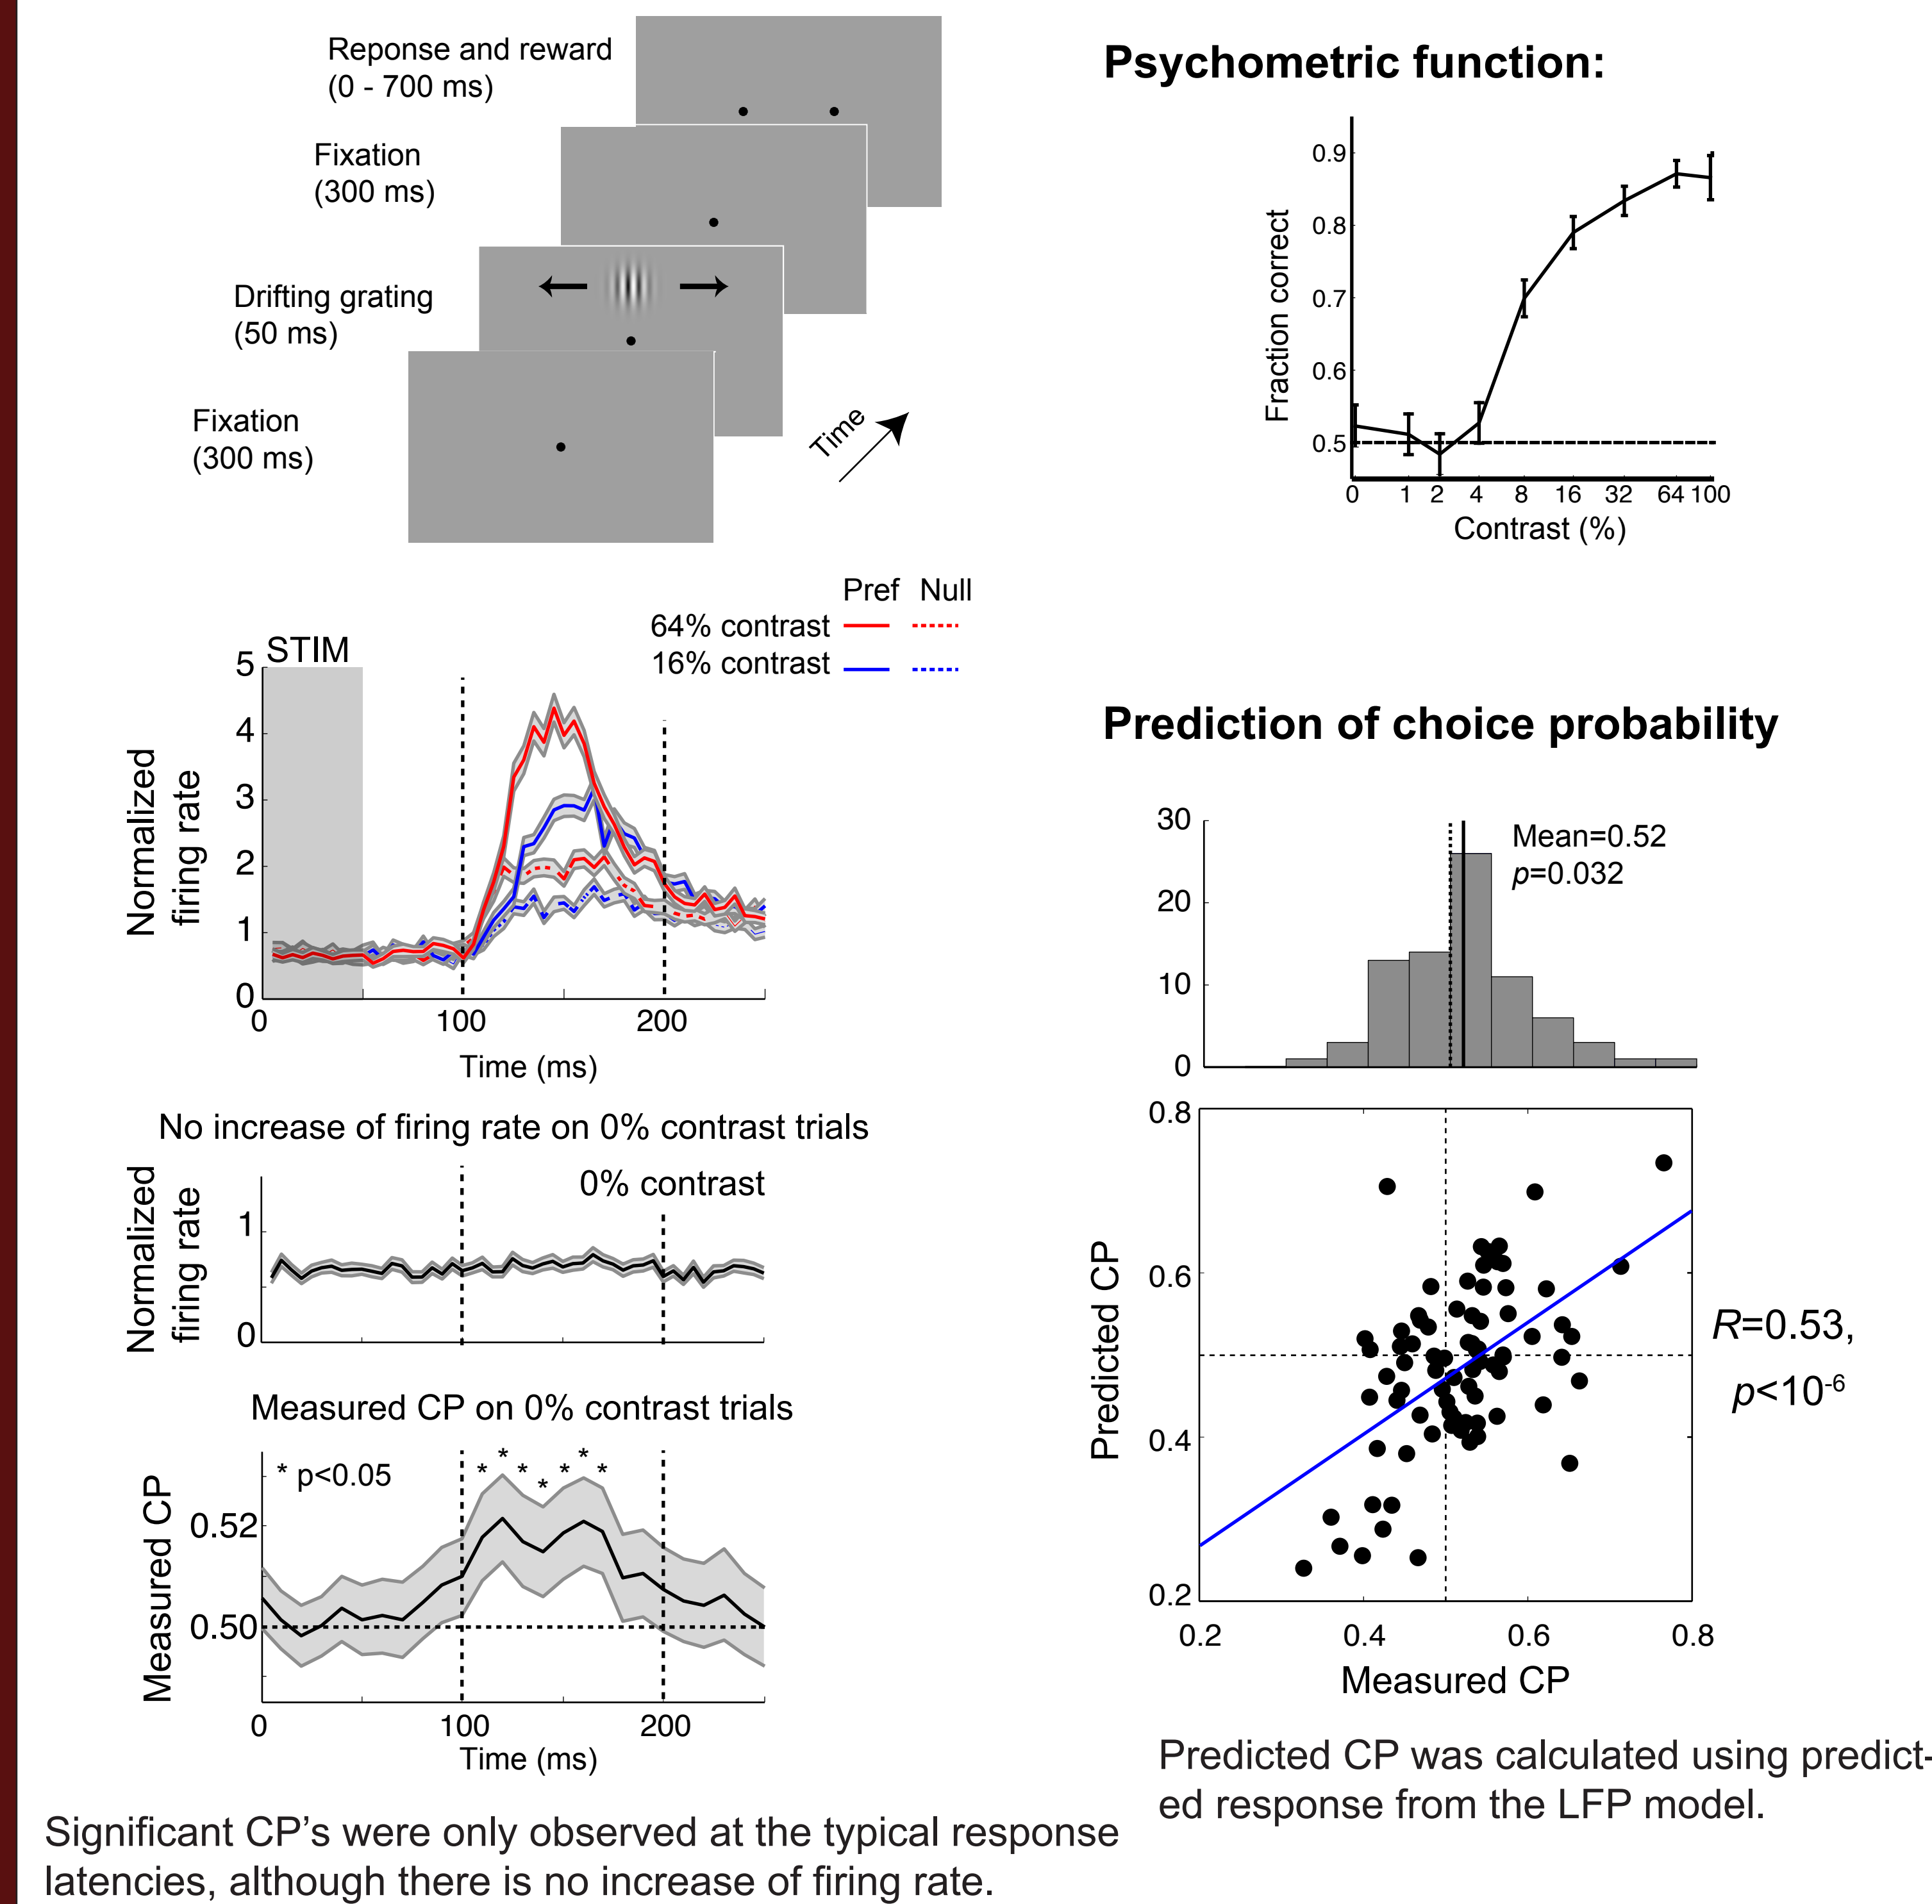 Reponse and reward
(0 - 700 ms)
Fixation
(300 ms)
Drifting grating
(50 ms)
Fixation
(300 ms)
Time
Psychometric function:
Fraction correct
0.9
0.8
0.7
0.6
0.5
0 1 2 4 8 16 32 64 100
Contrast (%)
Pref Null
64% contrast
16% contrast
STIM
Normalized
firing rate
5
4
3
2
1
0
0 100 200
Time (ms)
No increase of firing rate on 0% contrast trials
Normalized
firing rate
0% contrast
1
0
Measured CP on 0% contrast trials
Measured CP
* p<0.05
* * * * * * *
0.52
0.50
0 100 200
Time (ms)
Significant CP's were only observed at the typical response
latencies, although there is no increase of firing rate.
Prediction of choice probability
30
20
10
0
Mean=0.52
p=0.032
Predicted CP
0.8
0.6
0.4
0.2
0.2 0.4 0.6 0.8
Measured CP
R=0.53,
p<10-6
Predicted CP was calculated using predict-
ed response from the LFP model.